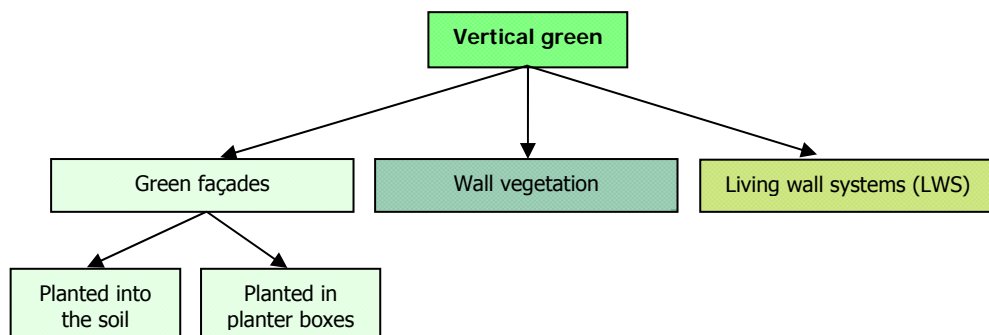 Vertical green
Green façades
Wall vegetation
Living wall systems (LWS)
Planted into
the soil
Planted in
planter boxes